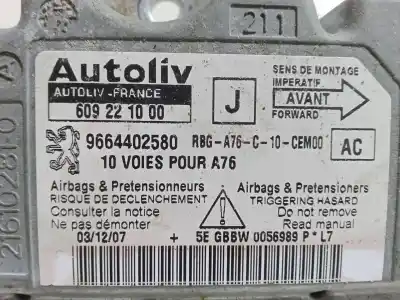 211
Autoliv
AUTOLIV-FRANCE
609 22 10 00
J
SENS DE MONTAGE
IMPERATIF
AVANT
FORWARD
9664402580
RBG-A76-C-10-CEM00
10 VOIES POUR A76
AC
Airbags & Pretensionneurs
RISQUE DE DECLENCHEMENT
Consulter la notice
Ne pas démonter
Airbags & Pretensioners
TRIGGERING HASARD
Do not remove
Read manual
03/12/07 + 5E GBBW 0056989 P * L7